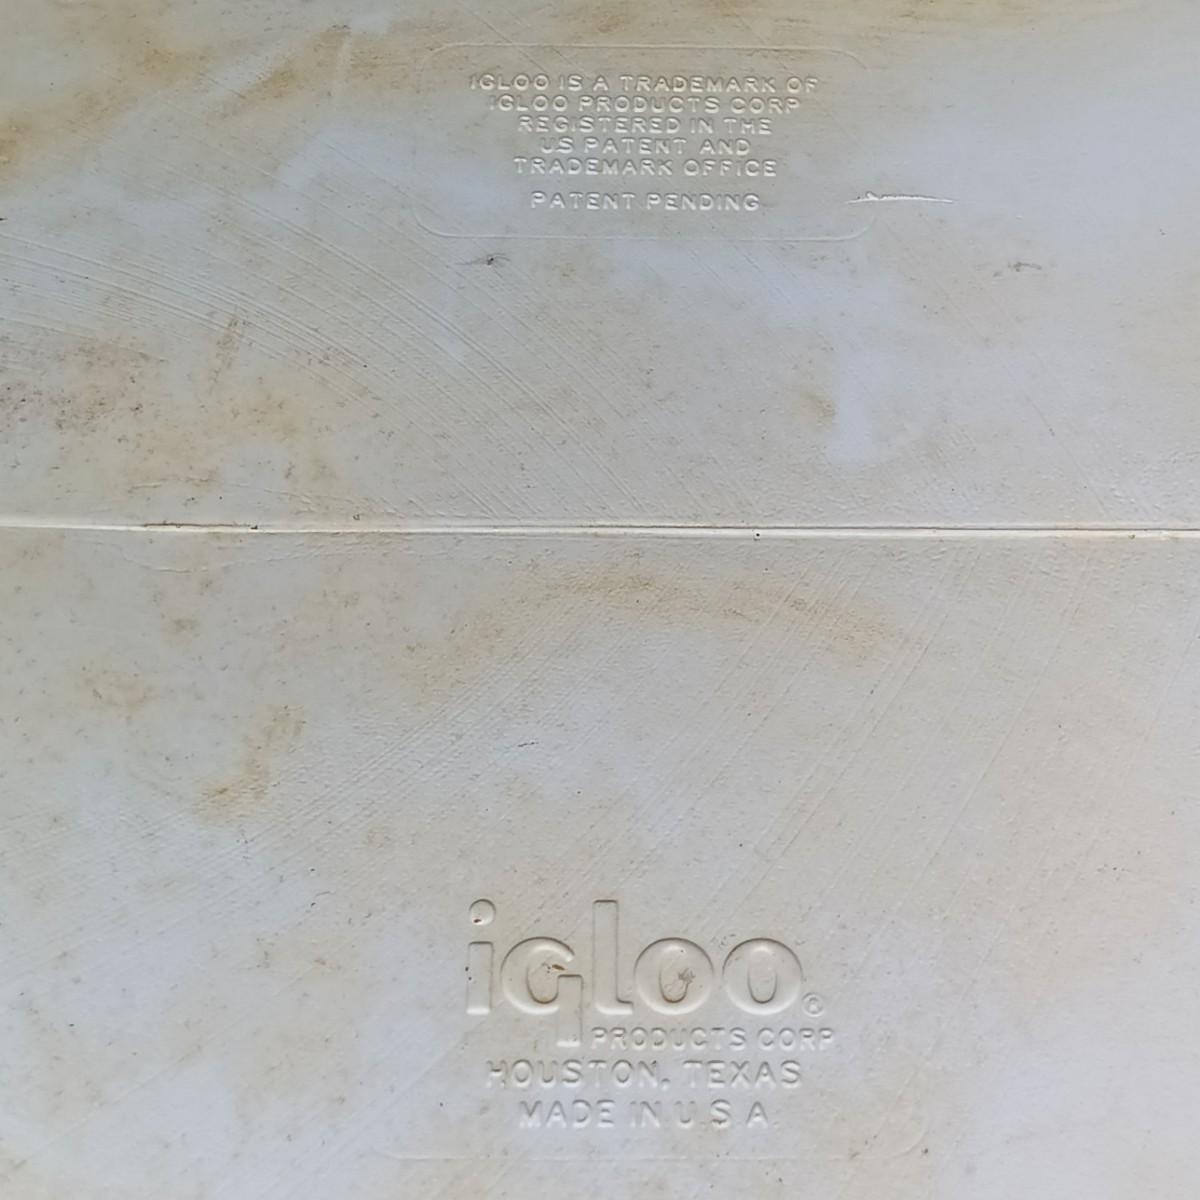 IGLOO IS A TRADEMARK OF
IGLOO PRODUCTS CORP
REGISTERED IN THE
US PATENT AND
TRADEMARK OFFICE
PATENT PENDING
igloo®
PRODUCTS CORP.
HOUSTON, TEXAS
MADE IN U.S.A.